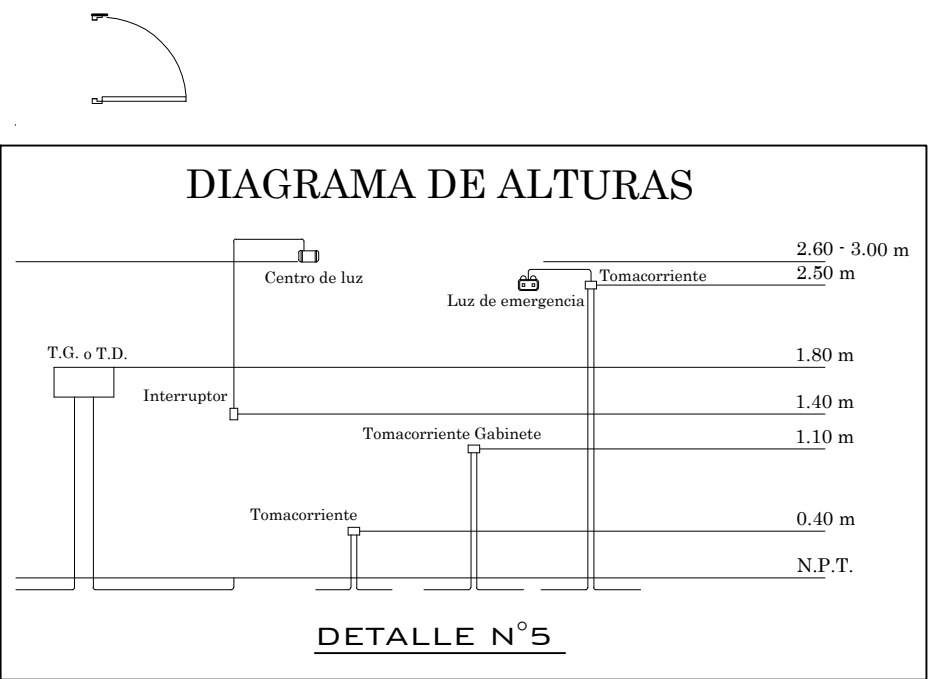 DIAGRAMA DE ALTURAS
2.60 - 3.00 m
Centro de luz
Tomacorriente
2.50 m
Luz de emergencia
T.G. o T.D.
1.80 m
Interruptor
1.40 m
Tomacorriente Gabinete
1.10 m
Tomacorriente
0.40 m
N.P.T.
DETALLE N°5